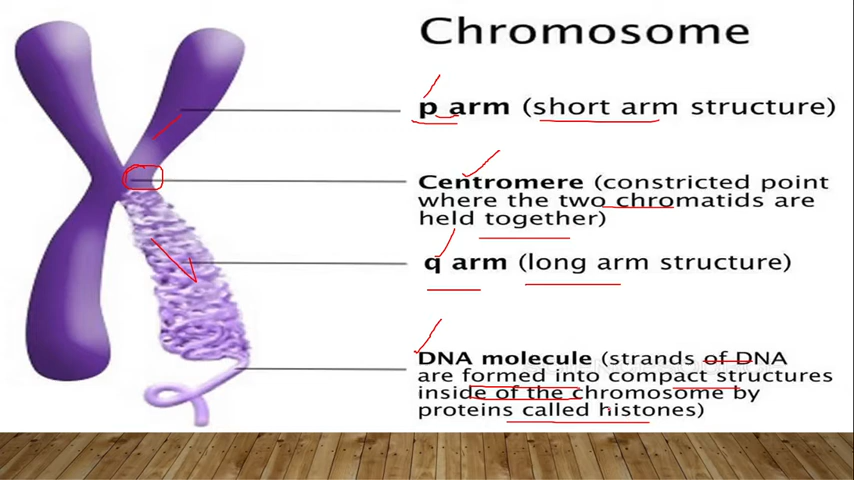 Chromosome
p arm (short arm structure)
Centromere (constricted point
where the two chromatids are
held together)
q arm (long arm structure)
DNA molecule (strands of DNA
are formed into compact structures
inside of the chromosome by
proteins called histones)